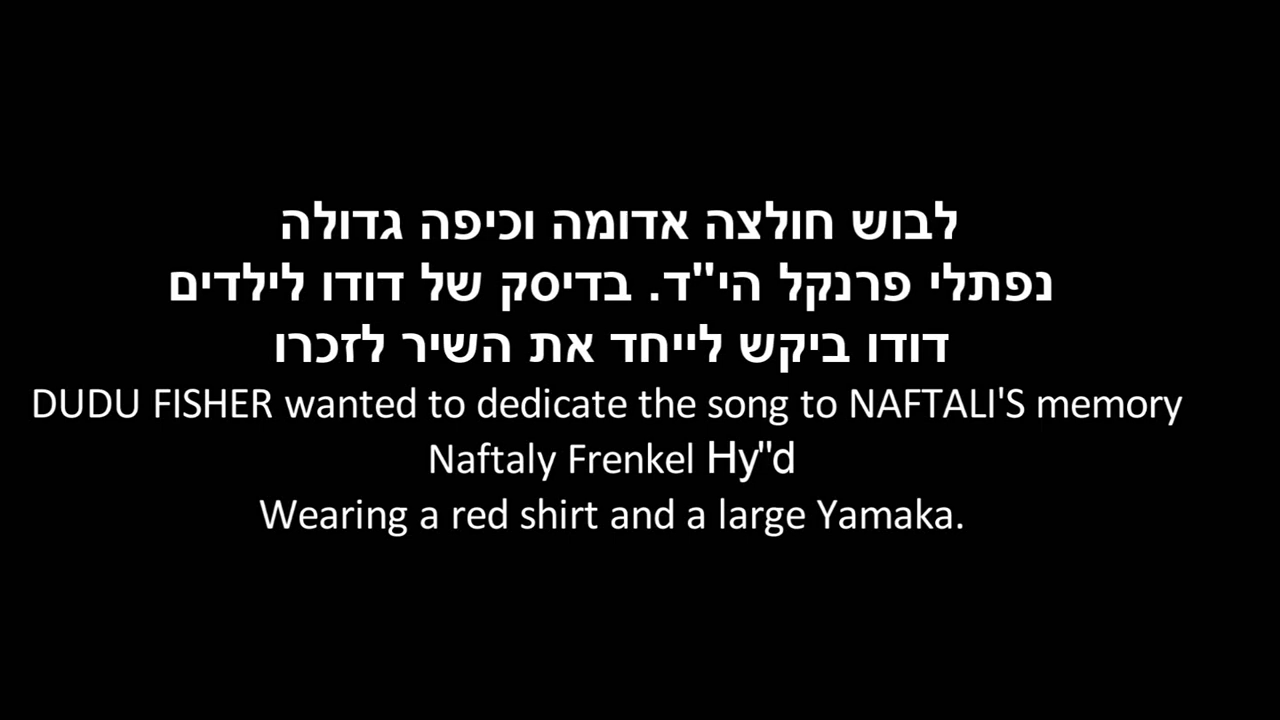 לבוש חולצה אדומה וכיפה גדולה
נפתלי פרנקל הי"ד. בדיסק של דודו לילדים
דודו ביקש לייחד את השיר לזכרו
DUDU FISHER wanted to dedicate the song to NAFTALI'S memory
Naftaly Frenkel Hy"d
Wearing a red shirt and a large Yamaka.